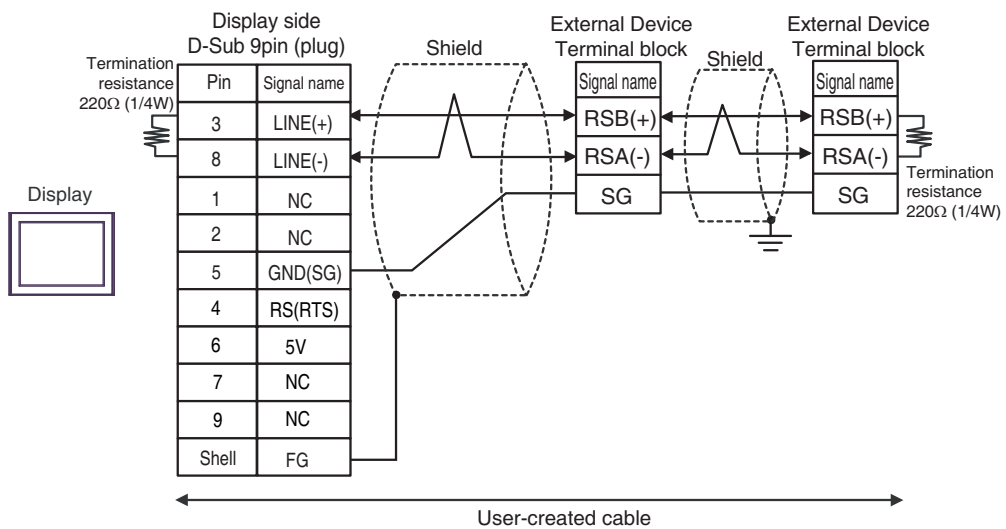 Display side
D-Sub 9pin (plug)
Shield
External Device
Terminal block
Shield
External Device
Terminal block
Termination
resistance
220Ω (1/4W)
Pin Signal name
3 LINE(+)
8 LINE(-)
1 NC
2 NC
5 GND(SG)
4 RS(RTS)
6 5V
7 NC
9 NC
Shell FG
Signal name
RSB(+)
RSA(-)
SG
Signal name
RSB(+)
RSA(-)
SG
Termination
resistance
220Ω (1/4W)
Display
User-created cable